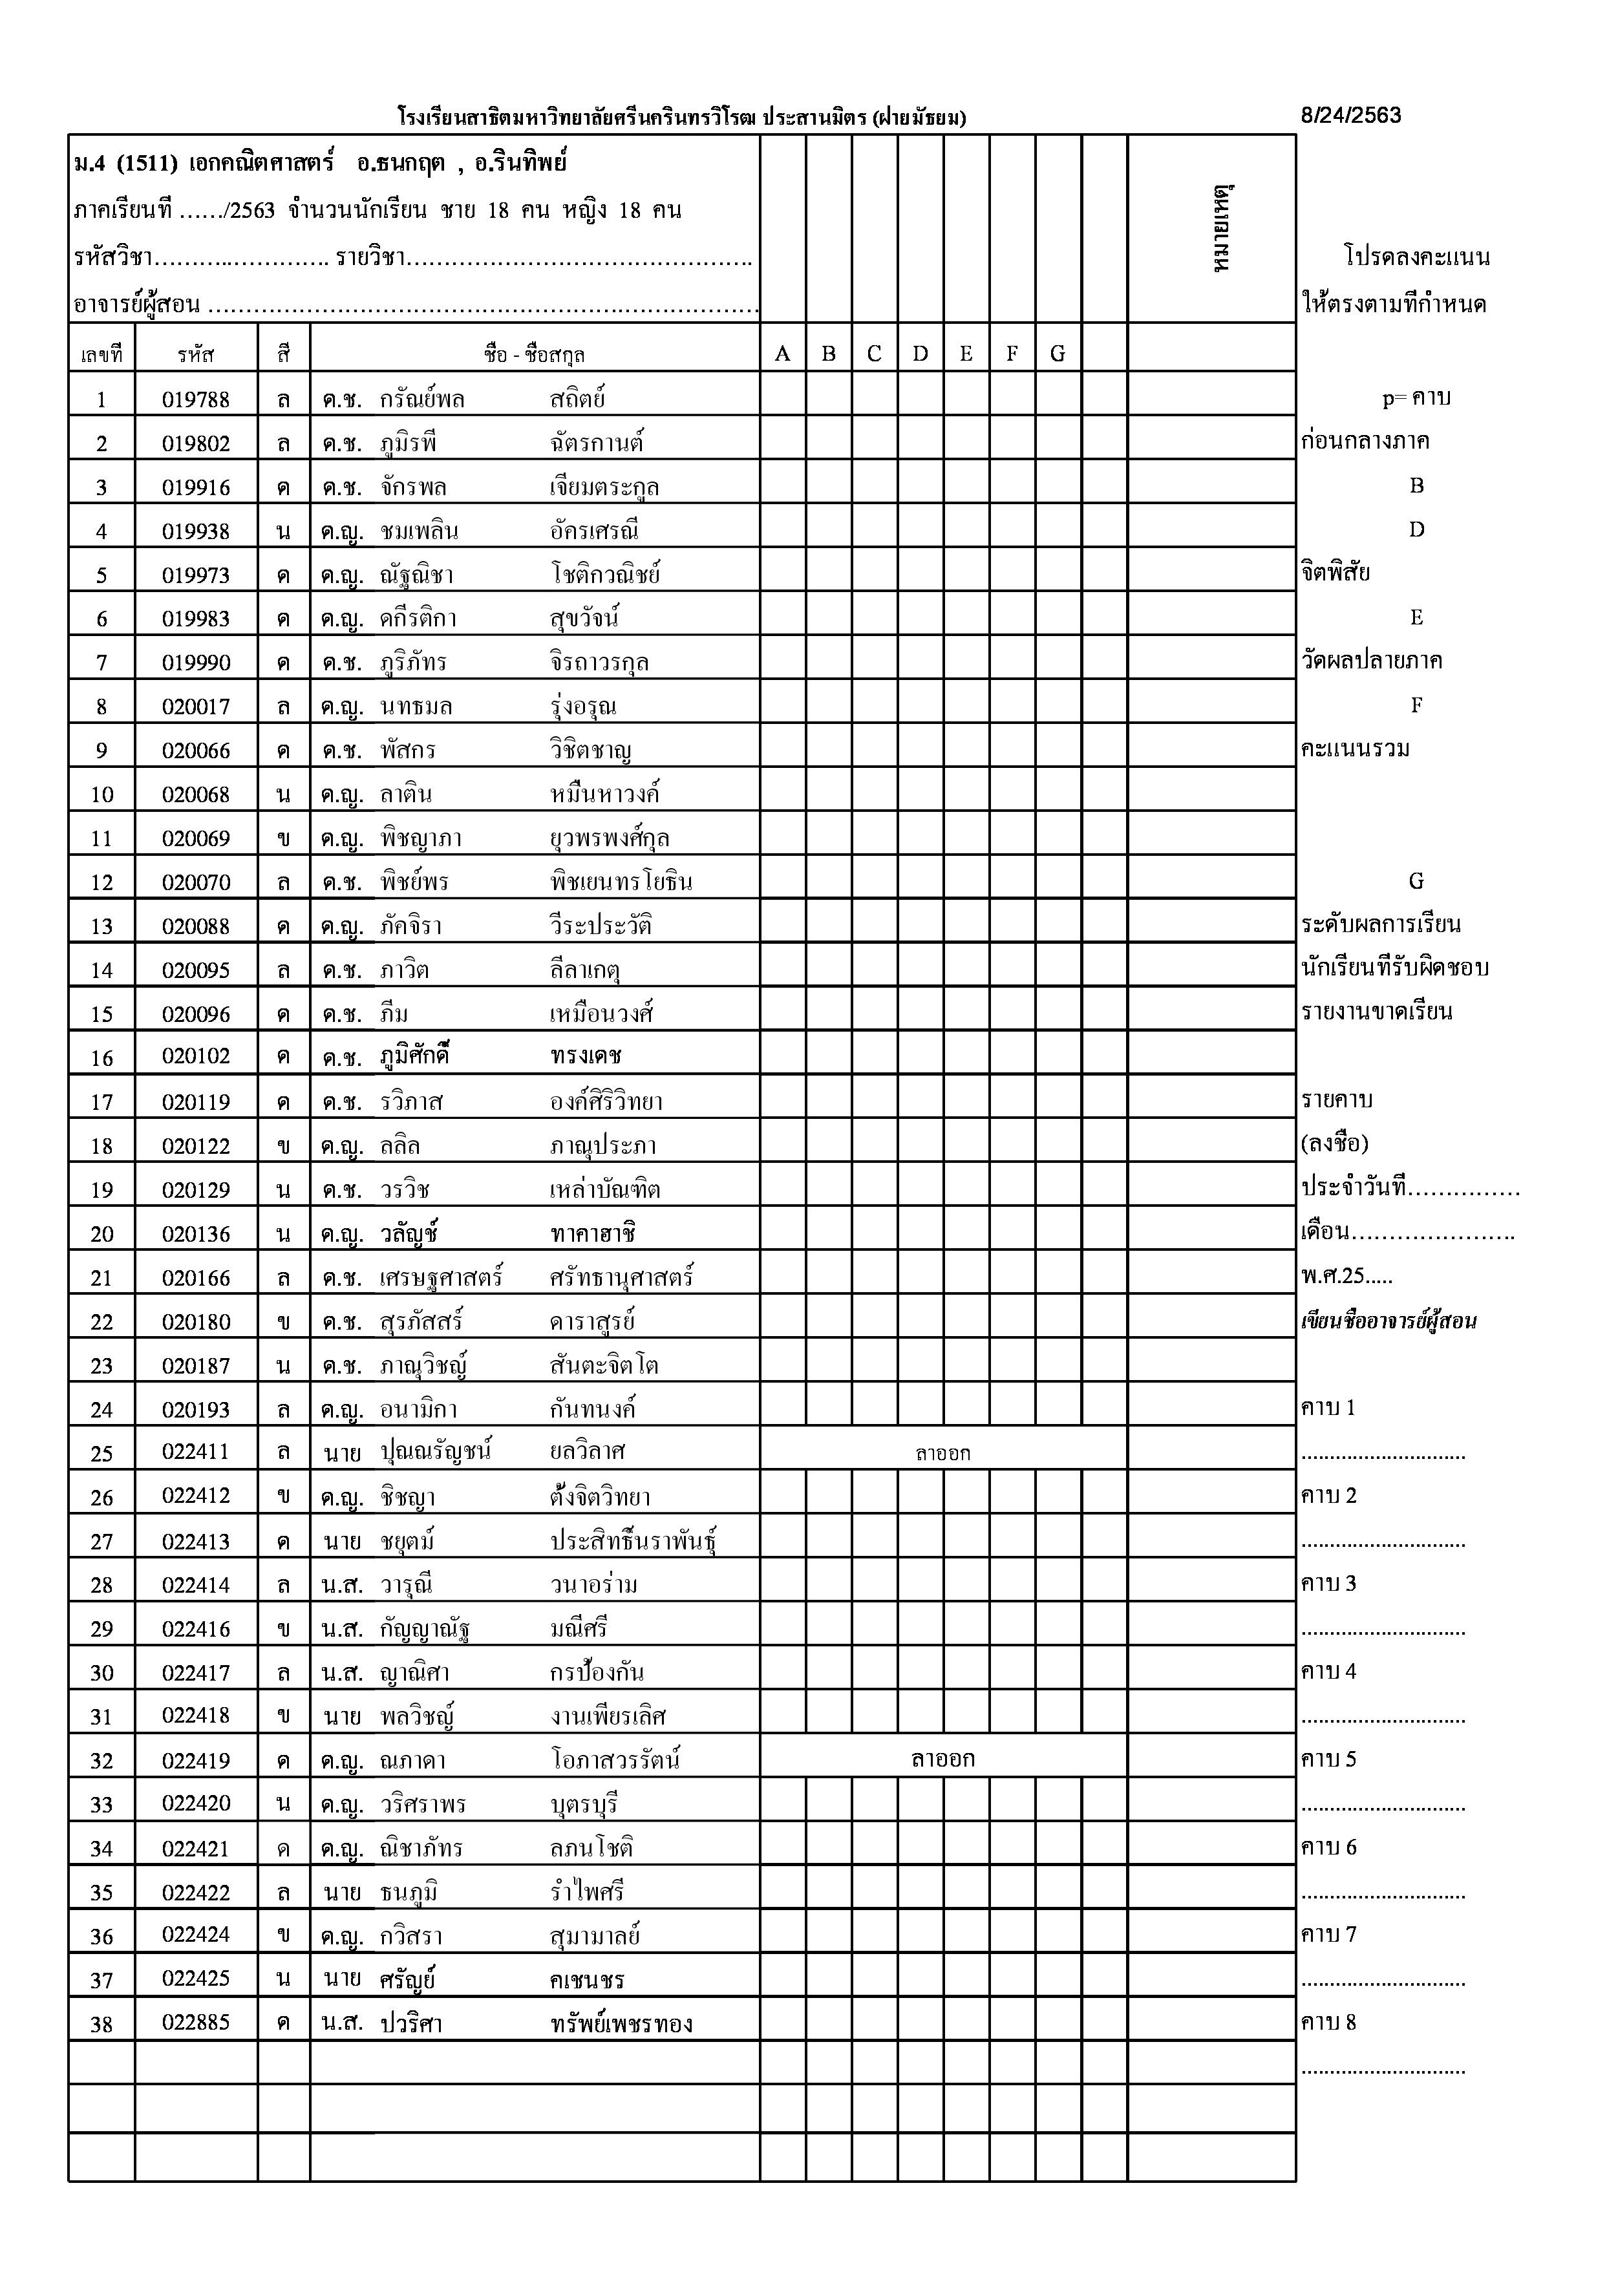 โรงเรียนสาธิตมหาวิทยาลัยศรีนครินทรวิโรฒ ประสานมิตร (ฝ่ายมัธยม) 8/24/2563
ม.4 (1511) เอกคณิตศาสตร์ อ.ธนกฤต , อ.รินทิพย์
ภาคเรียนที่ ....../2563 จำนวนนักเรียน ชาย 18 คน หญิง 18 คน
หมายเหตุ
รหัสวิชา........................... รายวิชา............................................. โปรดลงคะแนน
อาจารย์ผู้สอน ........................................................................ ให้ตรงตามที่กำหนด
เลขที่ รหัส สี ชื่อ - ชื่อสกุล A B C D E F G
1 019788 ล ด.ช. กรัณย์พล สถิตย์ p= คาบ
2 019802 ล ด.ช. ภูมิรพี ฉัตรกานต์ ก่อนกลางภาค
3 019916 ด ด.ช. จักรพล เจียมตระกูล B
4 019938 น ด.ญ. ชมเพลิน อัครเศรณี D
5 019973 ด ด.ญ. ณัฐณิชา โชติกวณิชย์ จิตพิสัย
6 019983 ด ด.ญ. ดกีรติกา สุขวัจน์ E
7 019990 ด ด.ช. ภูริภัทร จิรถาวรกุล วัดผลปลายภาค
8 020017 ล ด.ญ. นทธมล รุ่งอรุณ F
9 020066 ด ด.ช. พัสกร วิชิตชาญ คะแนนรวม
10 020068 น ด.ญ. ลาติน หมื่นหาวงค์
11 020069 ข ด.ญ. พิชญาภา ยุวพรพงศ์กุล
12 020070 ล ด.ช. พิชย์พร พิชเยนทรโยธิน G
13 020088 ด ด.ญ. ภัคจิรา วีระประวัติ ระดับผลการเรียน
14 020095 ล ด.ช. ภาวิต ลีลาเกตุ นักเรียนที่รับผิดชอบ
15 020096 ด ด.ช. ภีม เหมือนวงศ์ รายงานขาดเรียน
16 020102 ด ด.ช. ภูมิศักดิ์ ทรงเดช
17 020119 ด ด.ช. รวิภาส องค์ศิริวิทยา รายคาบ
18 020122 ข ด.ญ. ลลิล ภาณุประภา (ลงชื่อ)
19 020129 น ด.ช. วรวิช เหล่าบัณฑิต ประจำวันที่...............
20 020136 น ด.ญ. วลัญช์ ทาคาฮาชิ เดือน......................
21 020166 ล ด.ช. เศรษฐศาสตร์ ศรัทธานุศาสตร์ พ.ศ.25.....
22 020180 ข ด.ช. สุรภัสสร์ ดาราสูรย์ เขียนชื่ออาจารย์ผู้สอน
23 020187 น ด.ช. ภาณุวิชญ์ สันตะจิตโต
24 020193 ล ด.ญ. อนามิกา กันทนงค์ คาบ 1
25 022411 ล นาย ปุณณรัญชน์ ยลวิลาศ ลาออก .............................
26 022412 ข ด.ญ. ชิชญา ตั้งจิตวิทยา คาบ 2
27 022413 ด นาย ชยุตม์ ประสิทธิ์นราพันธุ์ .............................
28 022414 ล น.ส. วารุณี วนาอร่าม คาบ 3
29 022416 ข น.ส. กัญญาณัฐ มณีศรี .............................
30 022417 ล น.ส. ญาณิศา กรป้องกัน คาบ 4
31 022418 ข นาย พลวิชญ์ งานเพียรเลิศ .............................
32 022419 ด ด.ญ. ณภาดา โอภาสวรรัตน์ ลาออก คาบ 5
33 022420 น ด.ญ. วริศราพร บุตรบุรี .............................
34 022421 ด ด.ญ. ณิชาภัทร ลภนโชติ คาบ 6
35 022422 ล นาย ธนภูมิ รำไพศรี .............................
36 022424 ข ด.ญ. กวิสรา สุมามาลย์ คาบ 7
37 022425 น นาย ศรัญย์ คเชนชร .............................
38 022885 ด น.ส. ปวริศา ทรัพย์เพชรทอง คาบ 8
.............................